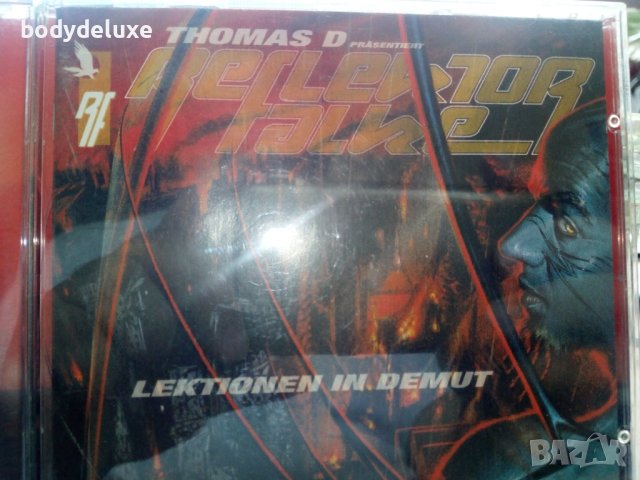 bodydeluxe
THOMAS D PRÄSENTIERT
REFLEKTOR
FALKE
RF
LEKTIONEN IN DEMUT
BAZAR